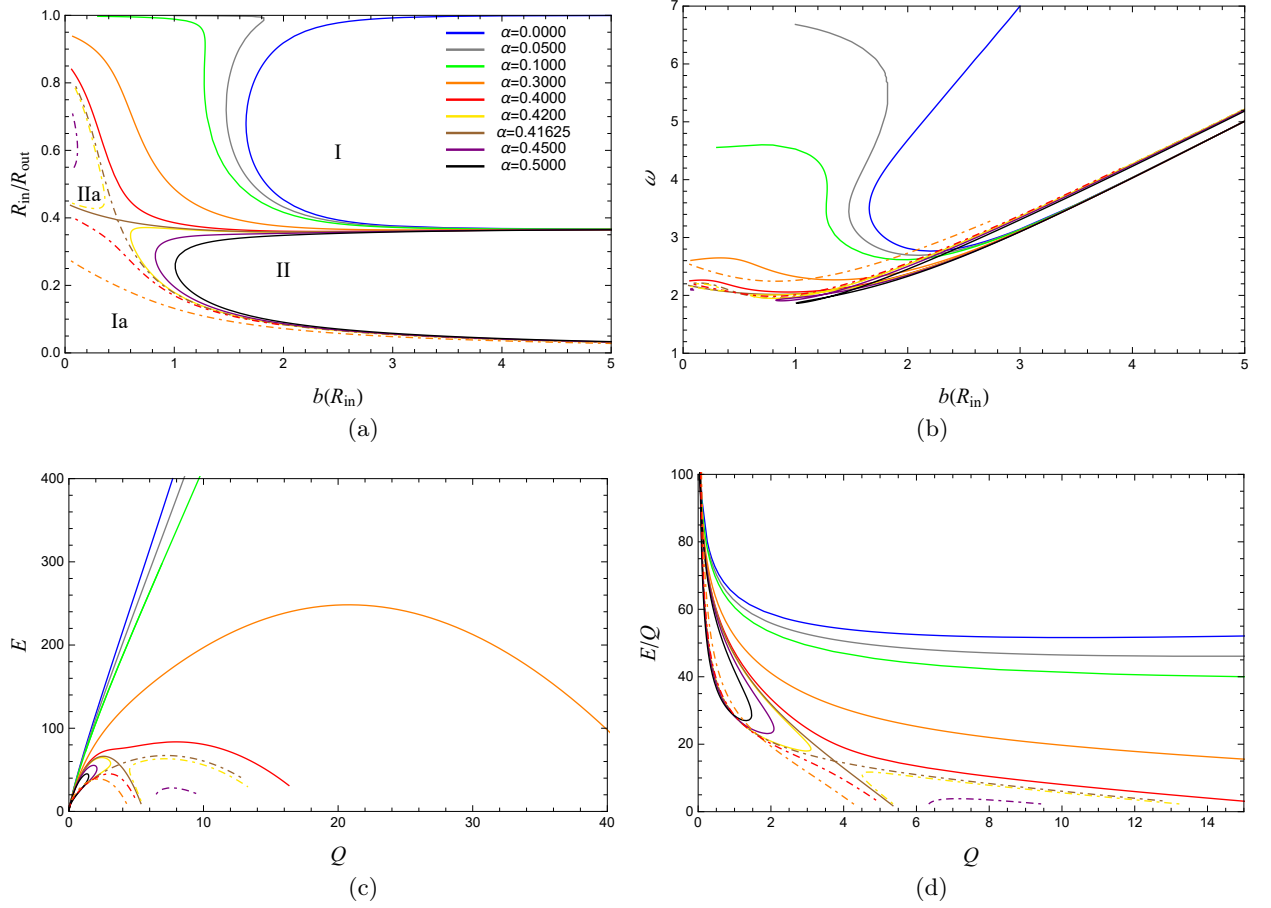 1.0
0.8
0.6
0.4
0.2
0.0
R_in/R_out
0 1 2 3 4 5
b(R_in)
(a)
α=0.0000
α=0.0500
α=0.1000
α=0.3000
α=0.4000
α=0.4200
α=0.41625
α=0.4500
α=0.5000
I
IIa
II
Ia
7
6
5
4
3
2
1
ω
0 1 2 3 4 5
b(R_in)
(b)
400
300
200
100
0
E
0 10 20 30 40
Q
(c)
100
80
60
40
20
0
E/Q
0 2 4 6 8 10 12 14
Q
(d)